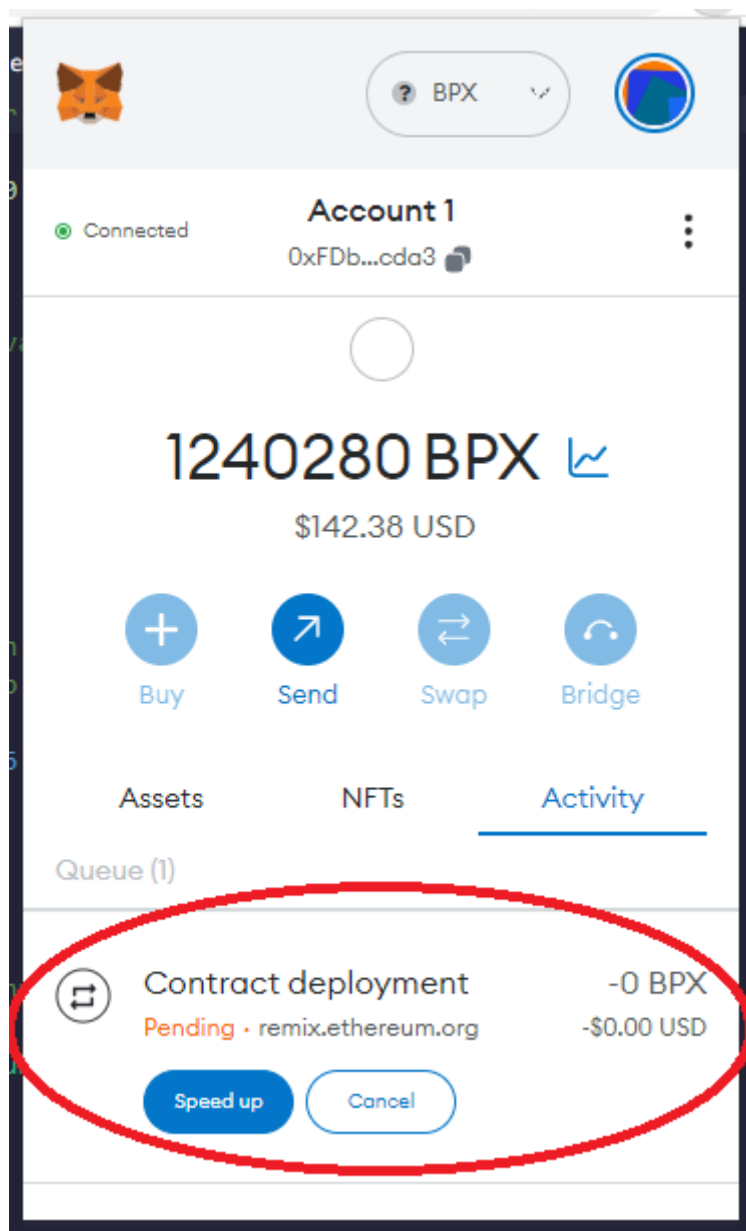 ? BPX
Account 1
Connected
0xFDb...cda3
1240280 BPX
$142.38 USD
Buy Send Swap Bridge
Assets NFTs Activity
Queue (1)
Contract deployment -0 BPX
Pending · remix.ethereum.org -$0.00 USD
Speed up Cancel